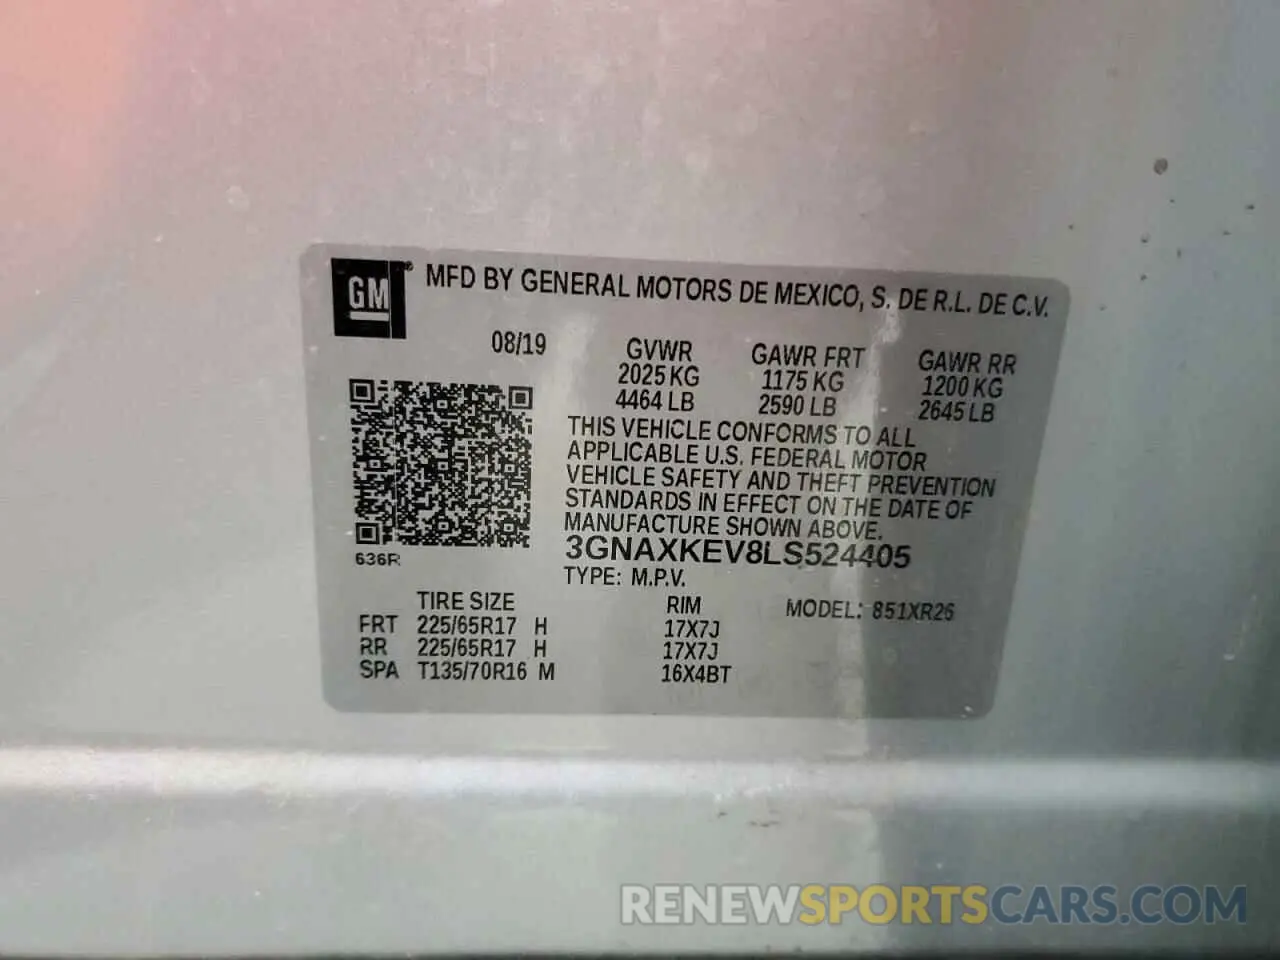 GM
MFD BY GENERAL MOTORS DE MEXICO, S. DE R.L. DE C.V.
08/19 GVWR GAWR FRT GAWR RR
2025 KG 1175 KG 1200 KG
4464 LB 2590 LB 2645 LB
THIS VEHICLE CONFORMS TO ALL
APPLICABLE U.S. FEDERAL MOTOR
VEHICLE SAFETY AND THEFT PREVENTION
STANDARDS IN EFFECT ON THE DATE OF
MANUFACTURE SHOWN ABOVE.
636R 3GNAXKEV8LS524405
TYPE: M.P.V.
TIRE SIZE RIM MODEL: 851XR26
FRT 225/65R17 H 17X7J
RR 225/65R17 H 17X7J
SPA T135/70R16 M 16X4BT
RENEWSPORTSCARS.COM